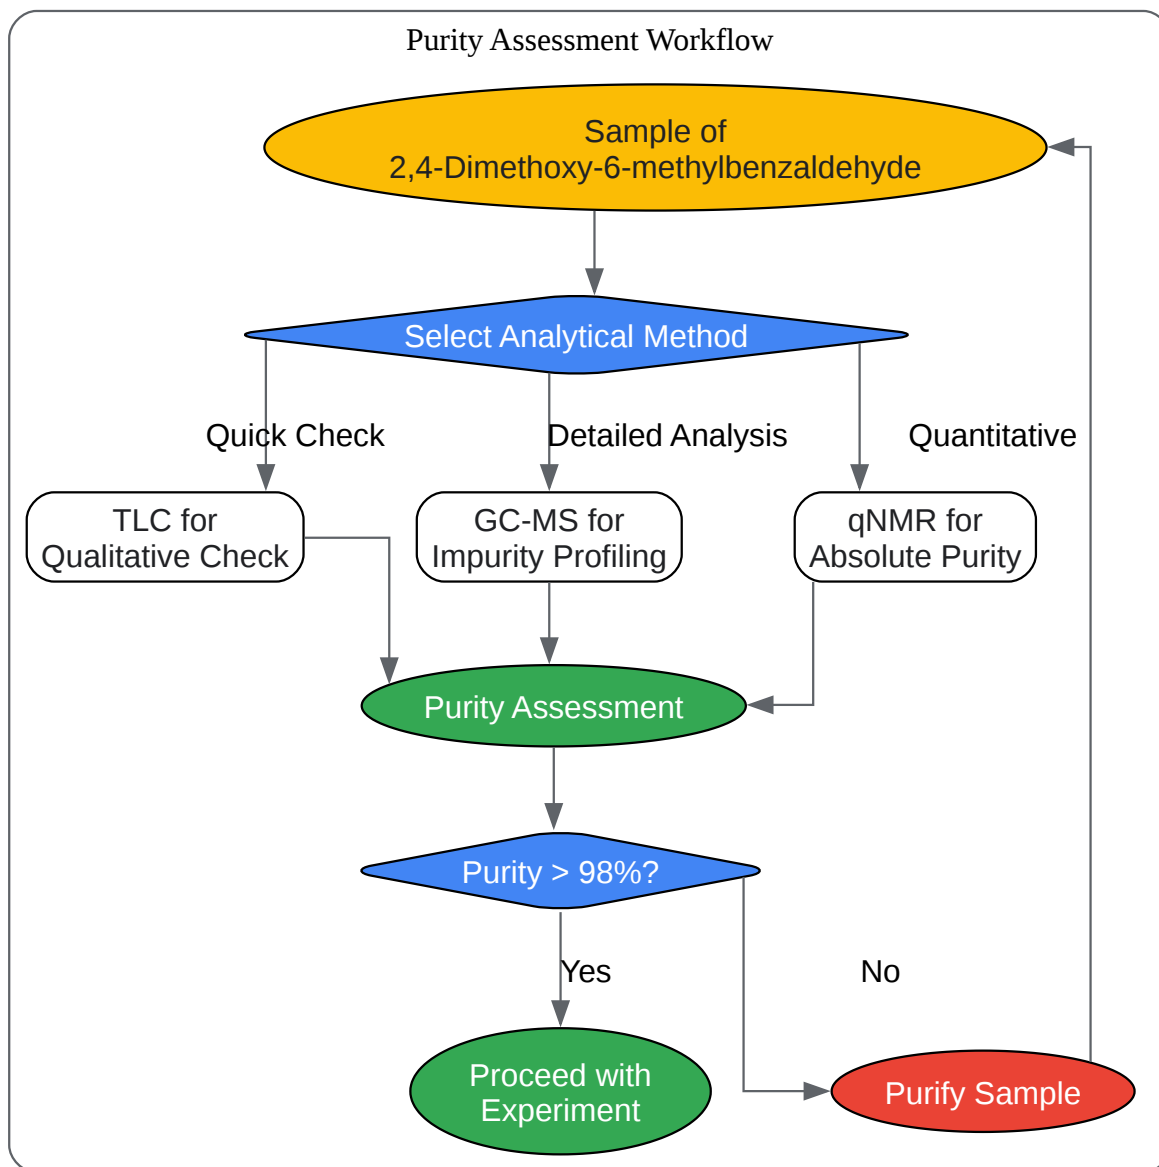 Purity Assessment Workflow
Sample of
2,4-Dimethoxy-6-methylbenzaldehyde
Select Analytical Method
Quick Check
Detailed Analysis
Quantitative
TLC for
Qualitative Check
GC-MS for
Impurity Profiling
qNMR for
Absolute Purity
Purity Assessment
Purity > 98%?
Yes
No
Proceed with
Experiment
Purify Sample